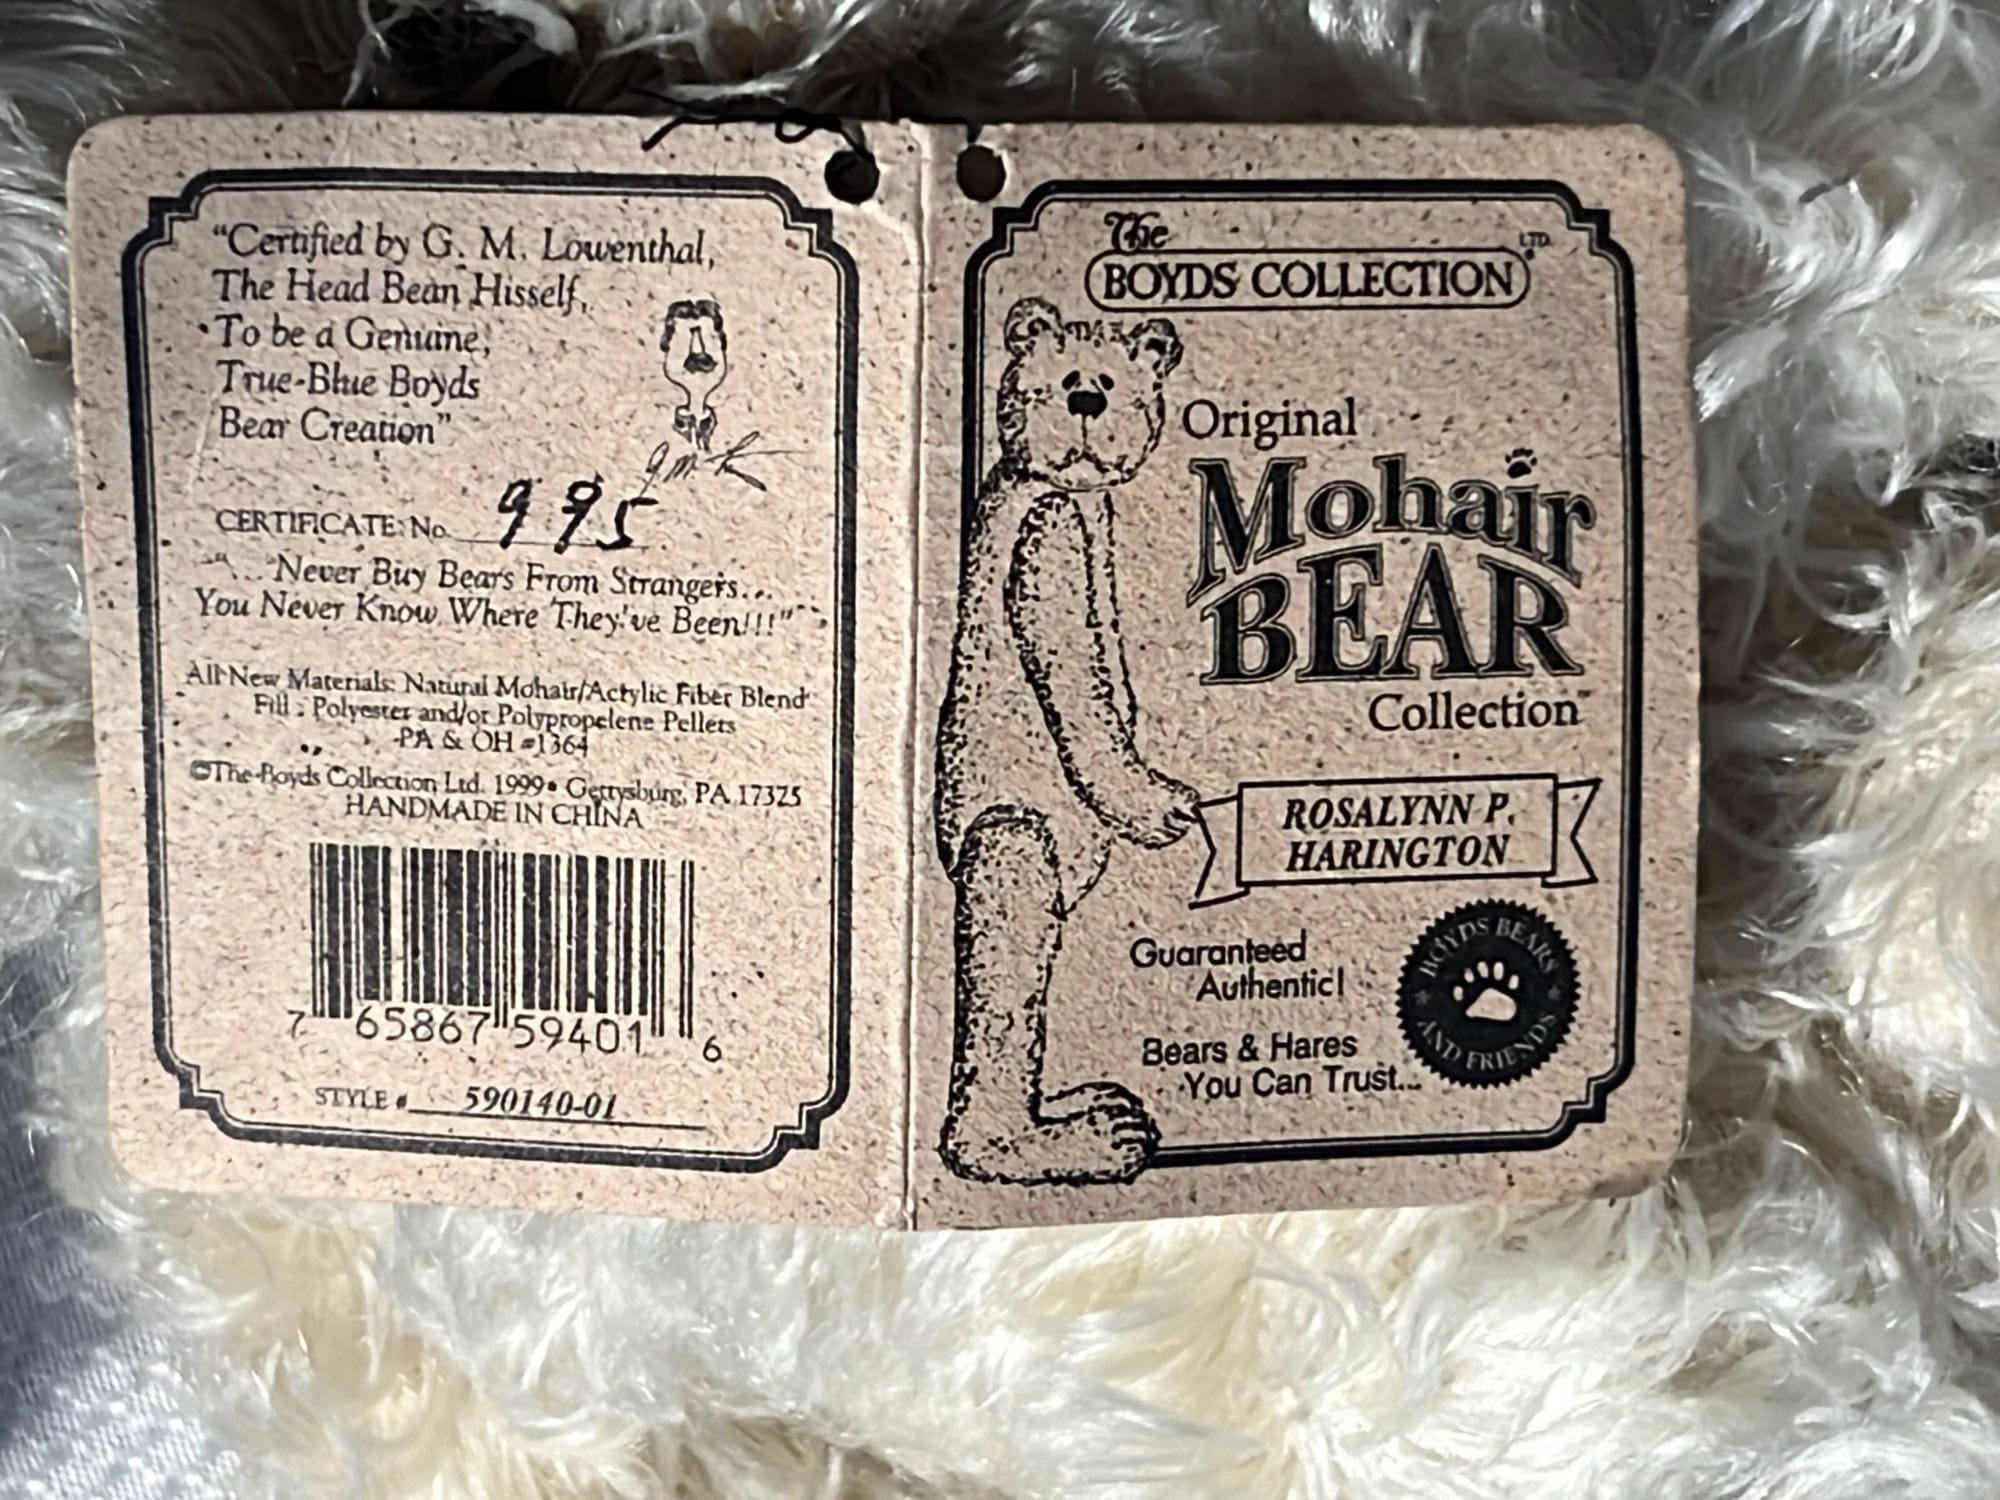 "Certified by G. M. Lowenthal,
The Head Bean Hisself,
To be a Genuine,
True-Blue Boyds
Bear Creation"
CERTIFICATE No. 995
"... Never Buy Bears From Strangers...
You Never Know Where They've Been!!!"
All New Materials: Natural Mohair/Acrylic Fiber Blend
Fill: Polyester and/or Polypropelene Pellets
PA & OH #1364
©The Boyds Collection Ltd. 1999• Gettysburg, PA 17325
HANDMADE IN CHINA
7 65867 59401 6
STYLE # 590140-01
The
BOYDS COLLECTION LTD.
Original
Mohair
BEAR
Collection™
ROSALYNN P.
HARINGTON
Guaranteed
Authentic!
Bears & Hares
You Can Trust...
BOYDS BEARS
AND FRIENDS